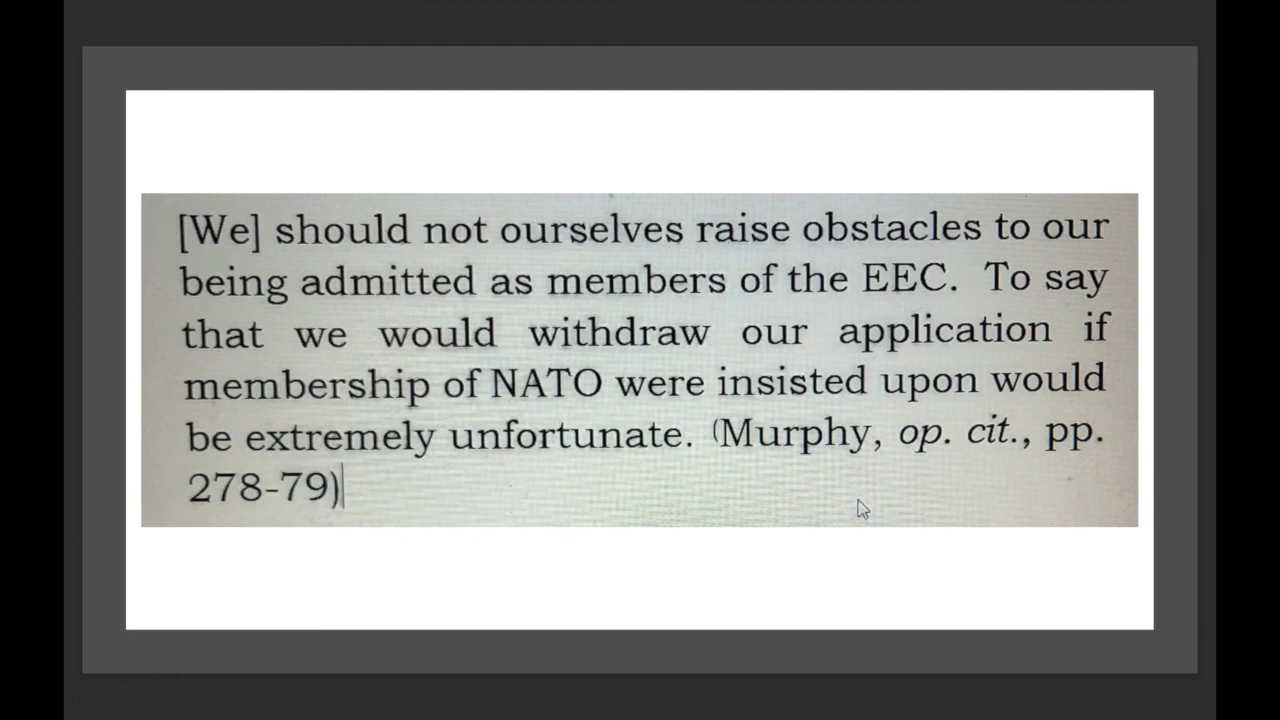 [We] should not ourselves raise obstacles to our
being admitted as members of the EEC. To say
that we would withdraw our application if
membership of NATO were insisted upon would
be extremely unfortunate. (Murphy, op. cit., pp.
278-79)